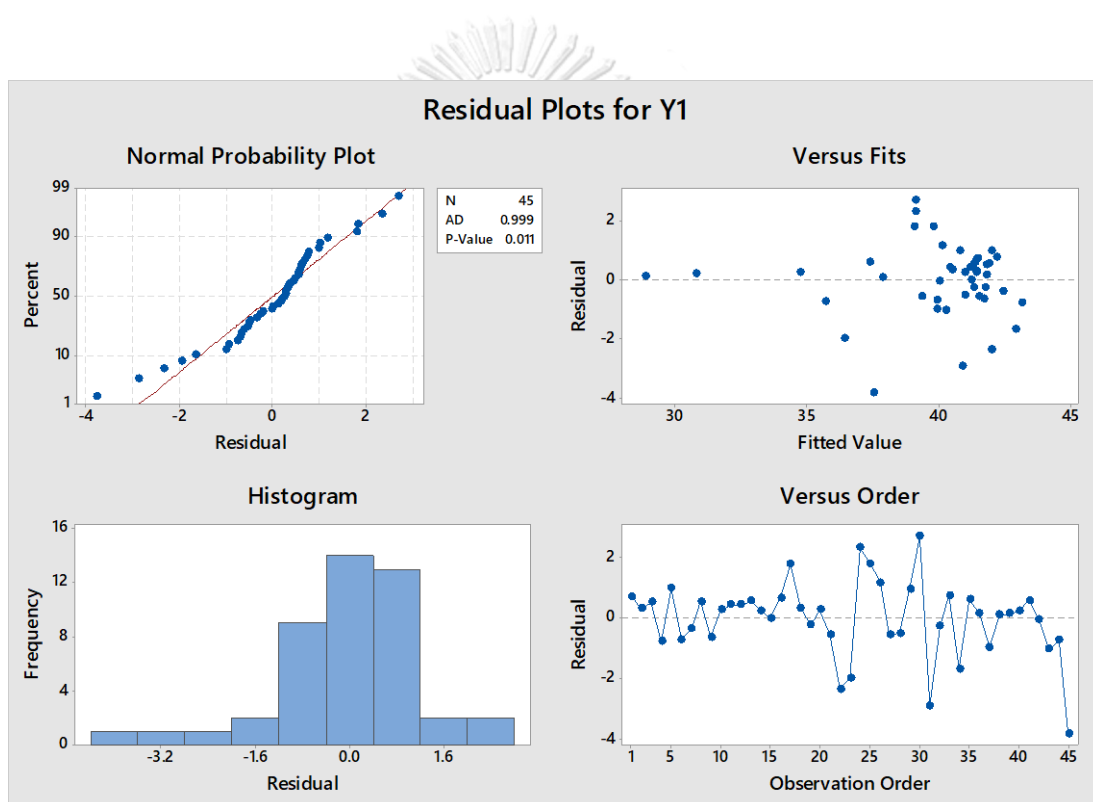 Residual Plots for Y1
Normal Probability Plot
99
90
50
10
1
Percent
-4
-2
0
2
Residual
N 45
AD 0.999
P-Value 0.011
Versus Fits
2
0
-2
-4
Residual
30
35
40
45
Fitted Value
Histogram
16
12
8
4
0
Frequency
-3.2
-1.6
0.0
1.6
Residual
Versus Order
2
0
-2
-4
Residual
1
5
10
15
20
25
30
35
40
45
Observation Order